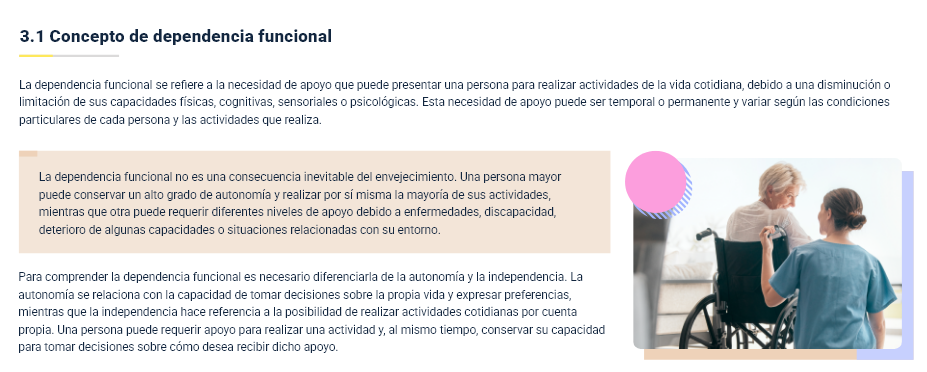 3.1 Concepto de dependencia funcional
La dependencia funcional se refiere a la necesidad de apoyo que puede presentar una persona para realizar actividades de la vida cotidiana, debido a una disminución o
limitación de sus capacidades físicas, cognitivas, sensoriales o psicológicas. Esta necesidad de apoyo puede ser temporal o permanente y variar según las condiciones
particulares de cada persona y las actividades que realiza.
La dependencia funcional no es una consecuencia inevitable del envejecimiento. Una persona mayor
puede conservar un alto grado de autonomía y realizar por sí misma la mayoría de sus actividades,
mientras que otra puede requerir diferentes niveles de apoyo debido a enfermedades, discapacidad,
deterioro de algunas capacidades o situaciones relacionadas con su entorno.
Para comprender la dependencia funcional es necesario diferenciarla de la autonomía y la independencia. La
autonomía se relaciona con la capacidad de tomar decisiones sobre la propia vida y expresar preferencias,
mientras que la independencia hace referencia a la posibilidad de realizar actividades cotidianas por cuenta
propia. Una persona puede requerir apoyo para realizar una actividad y, al mismo tiempo, conservar su capacidad
para tomar decisiones sobre cómo desea recibir dicho apoyo.